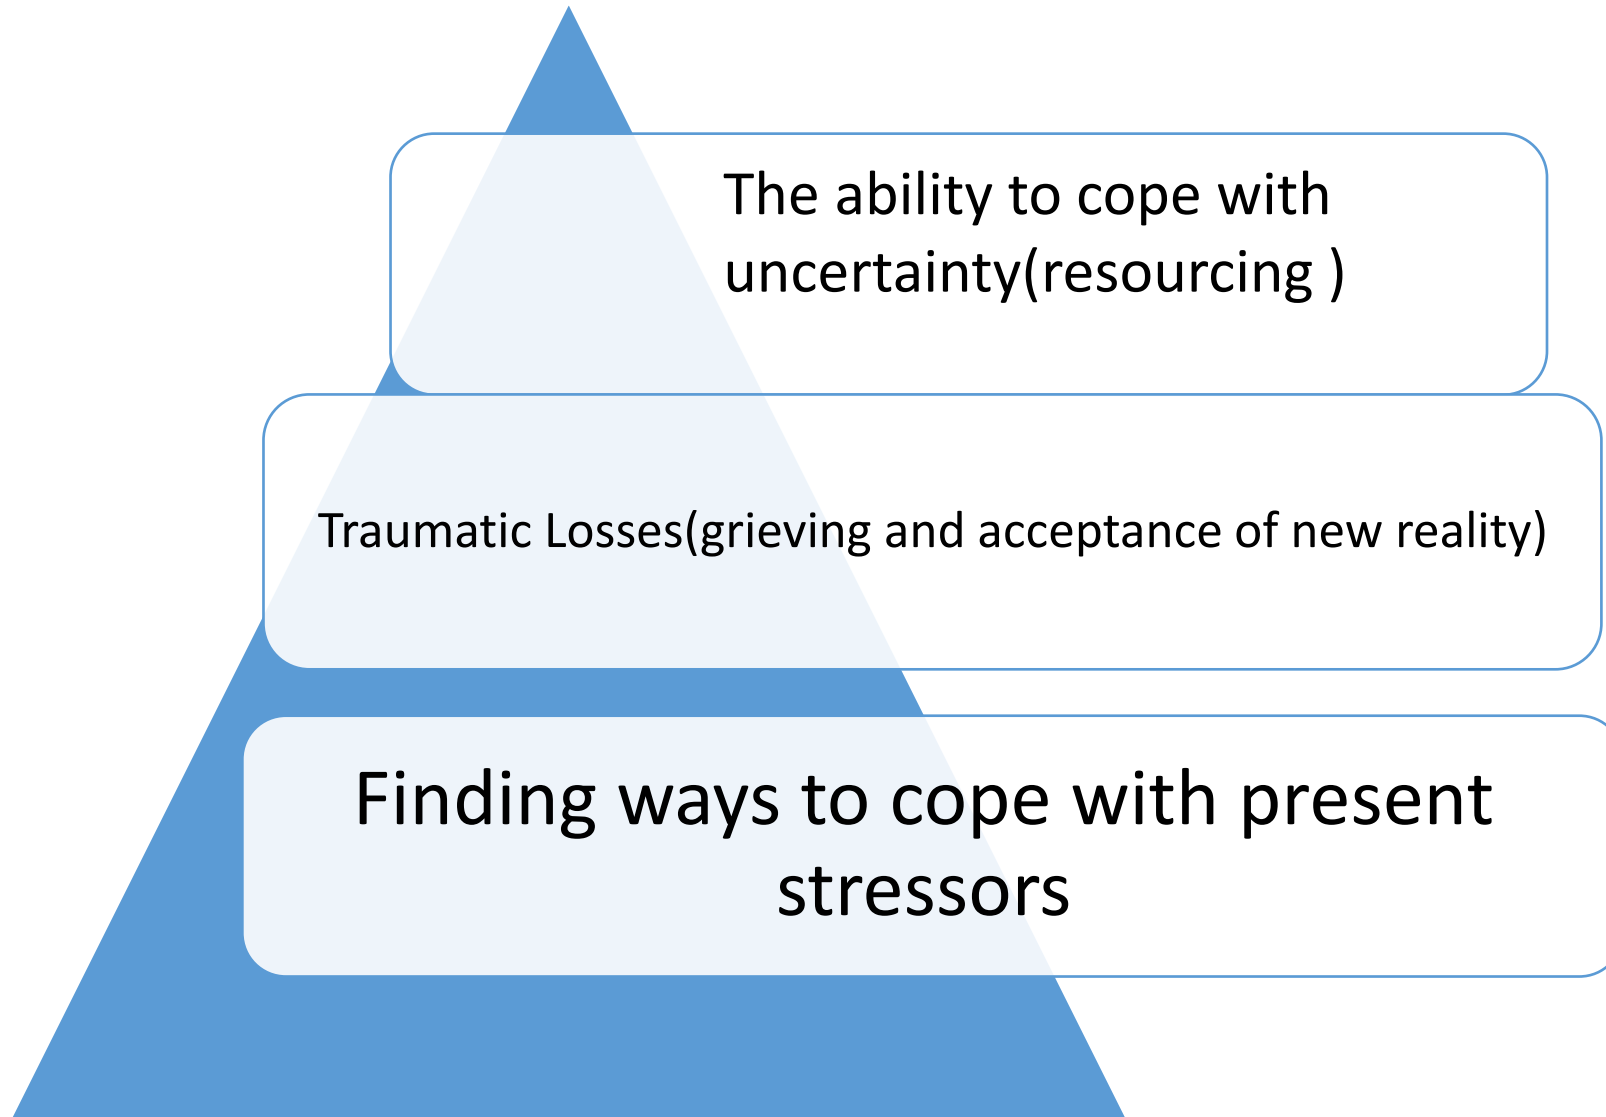 The ability to cope with
uncertainty(resourcing )
Traumatic Losses(grieving and acceptance of new reality)
Finding ways to cope with present
stressors